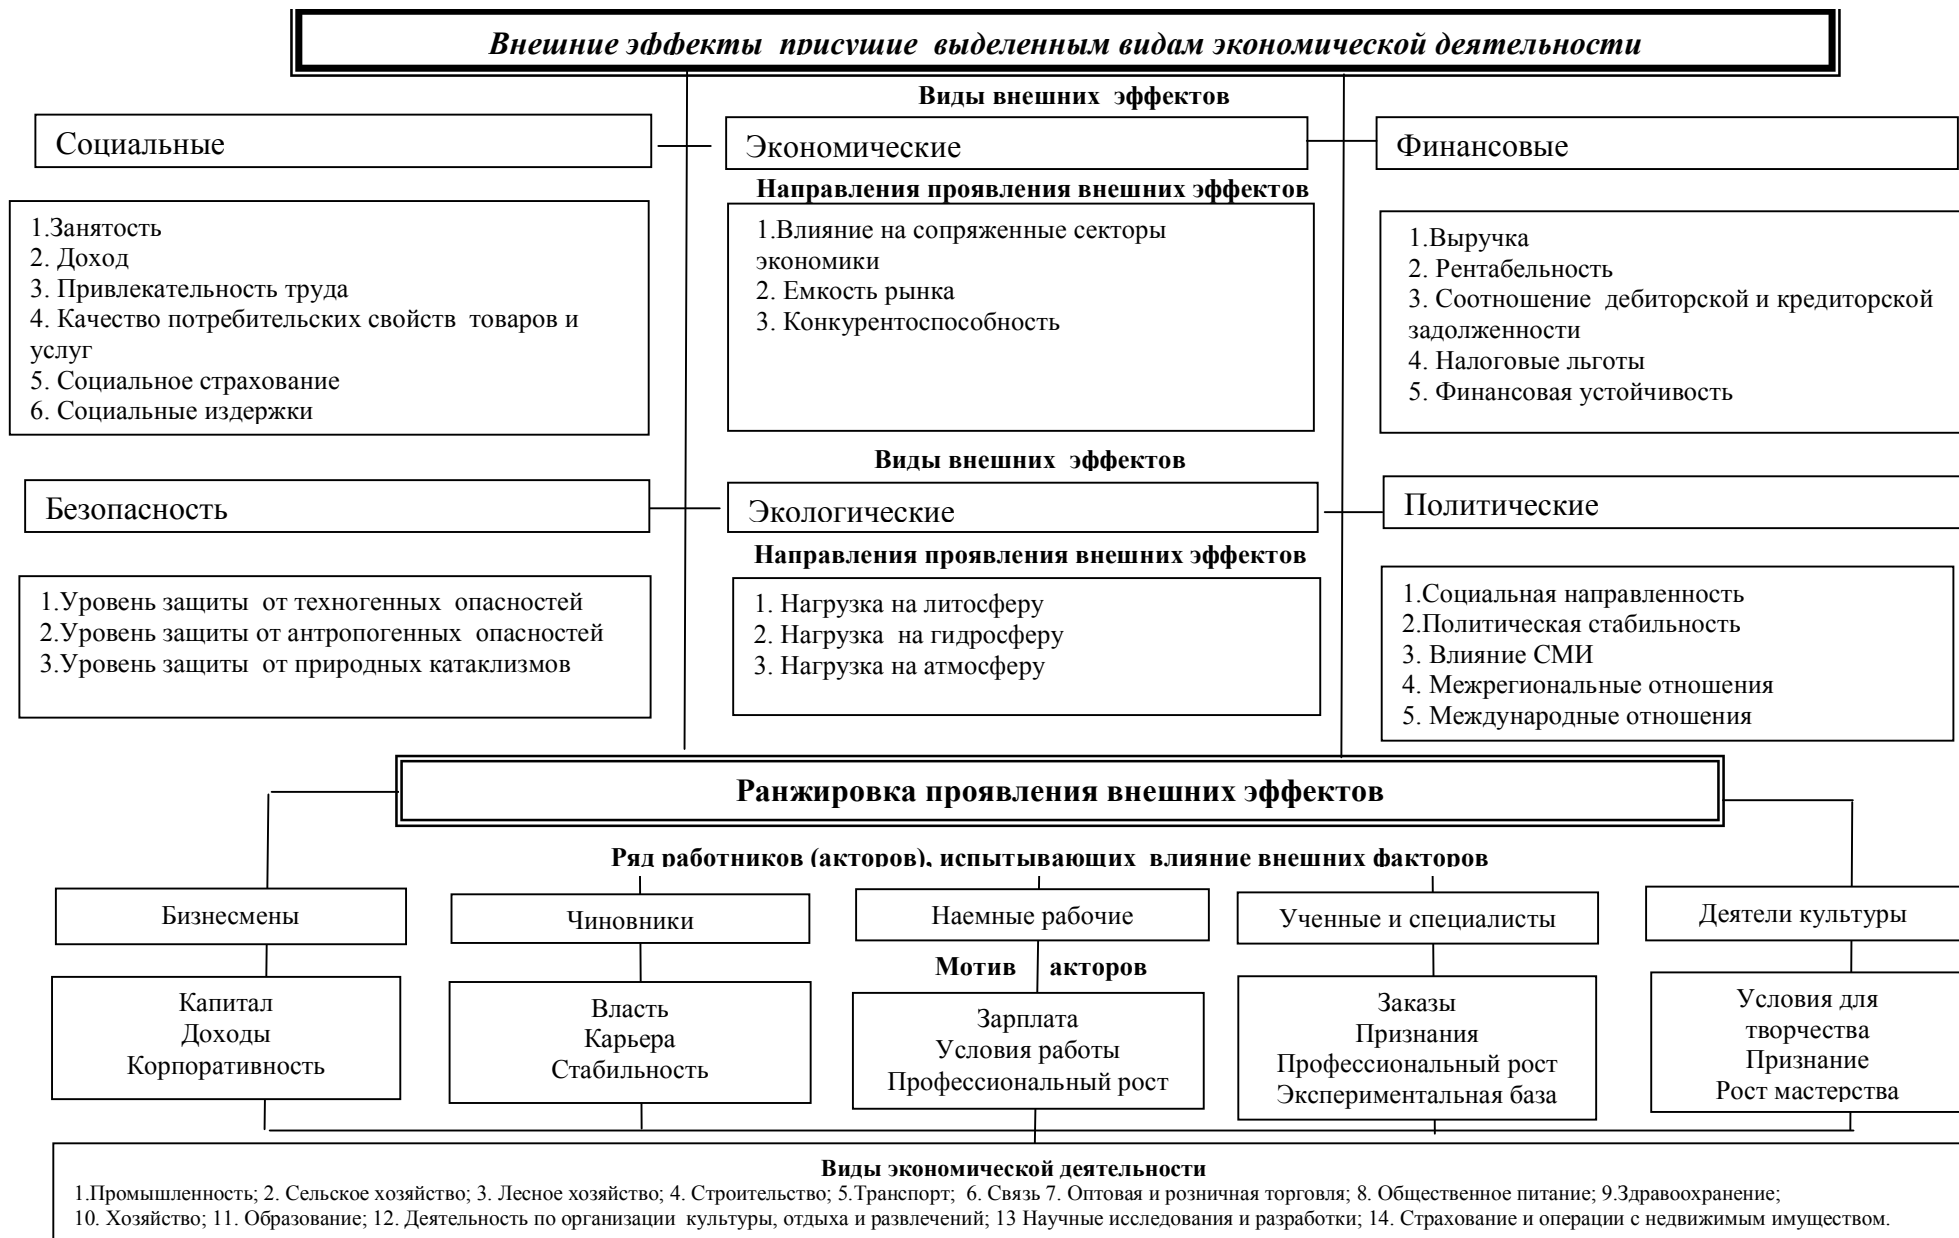 Внешние эффекты присушие выделенным видам экономической деятельности
Виды внешних эффектов
Социальные
Экономические
Финансовые
Направления проявления внешних эффектов
1.Занятость
2. Доход
3. Привлекательность труда
4. Качество потребительских свойств товаров и
услуг
5. Социальное страхование
6. Социальные издержки
1.Влияние на сопряженные секторы
экономики
2. Емкость рынка
3. Конкурентоспособность
1.Выручка
2. Рентабельность
3. Соотношение дебиторской и кредиторской
задолженности
4. Налоговые льготы
5. Финансовая устойчивость
Виды внешних эффектов
Безопасность
Экологические
Политические
Направления проявления внешних эффектов
1.Уровень защиты от техногенных опасностей
2.Уровень защиты от антропогенных опасностей
3.Уровень защиты от природных катаклизмов
1. Нагрузка на литосферу
2. Нагрузка на гидросферу
3. Нагрузка на атмосферу
1.Социальная направленность
2.Политическая стабильность
3. Влияние СМИ
4. Межрегиональные отношения
5. Международные отношения
Ранжировка проявления внешних эффектов
Ряд работников (акторов), испытывающих влияние внешних факторов
Бизнесмены
Чиновники
Наемные рабочие
Ученные и специалисты
Деятели культуры
Мотив акторов
Капитал
Доходы
Корпоративность
Власть
Карьера
Стабильность
Зарплата
Условия работы
Профессиональный рост
Заказы
Признания
Профессиональный рост
Экспериментальная база
Условия для
творчества
Признание
Рост мастерства
Виды экономической деятельности
1.Промышленность; 2. Сельское хозяйство; 3. Лесное хозяйство; 4. Строительство; 5.Транспорт; 6. Связь 7. Оптовая и розничная торговля; 8. Общественное питание; 9.Здравоохранение;
10. Хозяйство; 11. Образование; 12. Деятельность по организации культуры, отдыха и развлечений; 13 Научные исследования и разработки; 14. Страхование и операции с недвижимым имуществом.